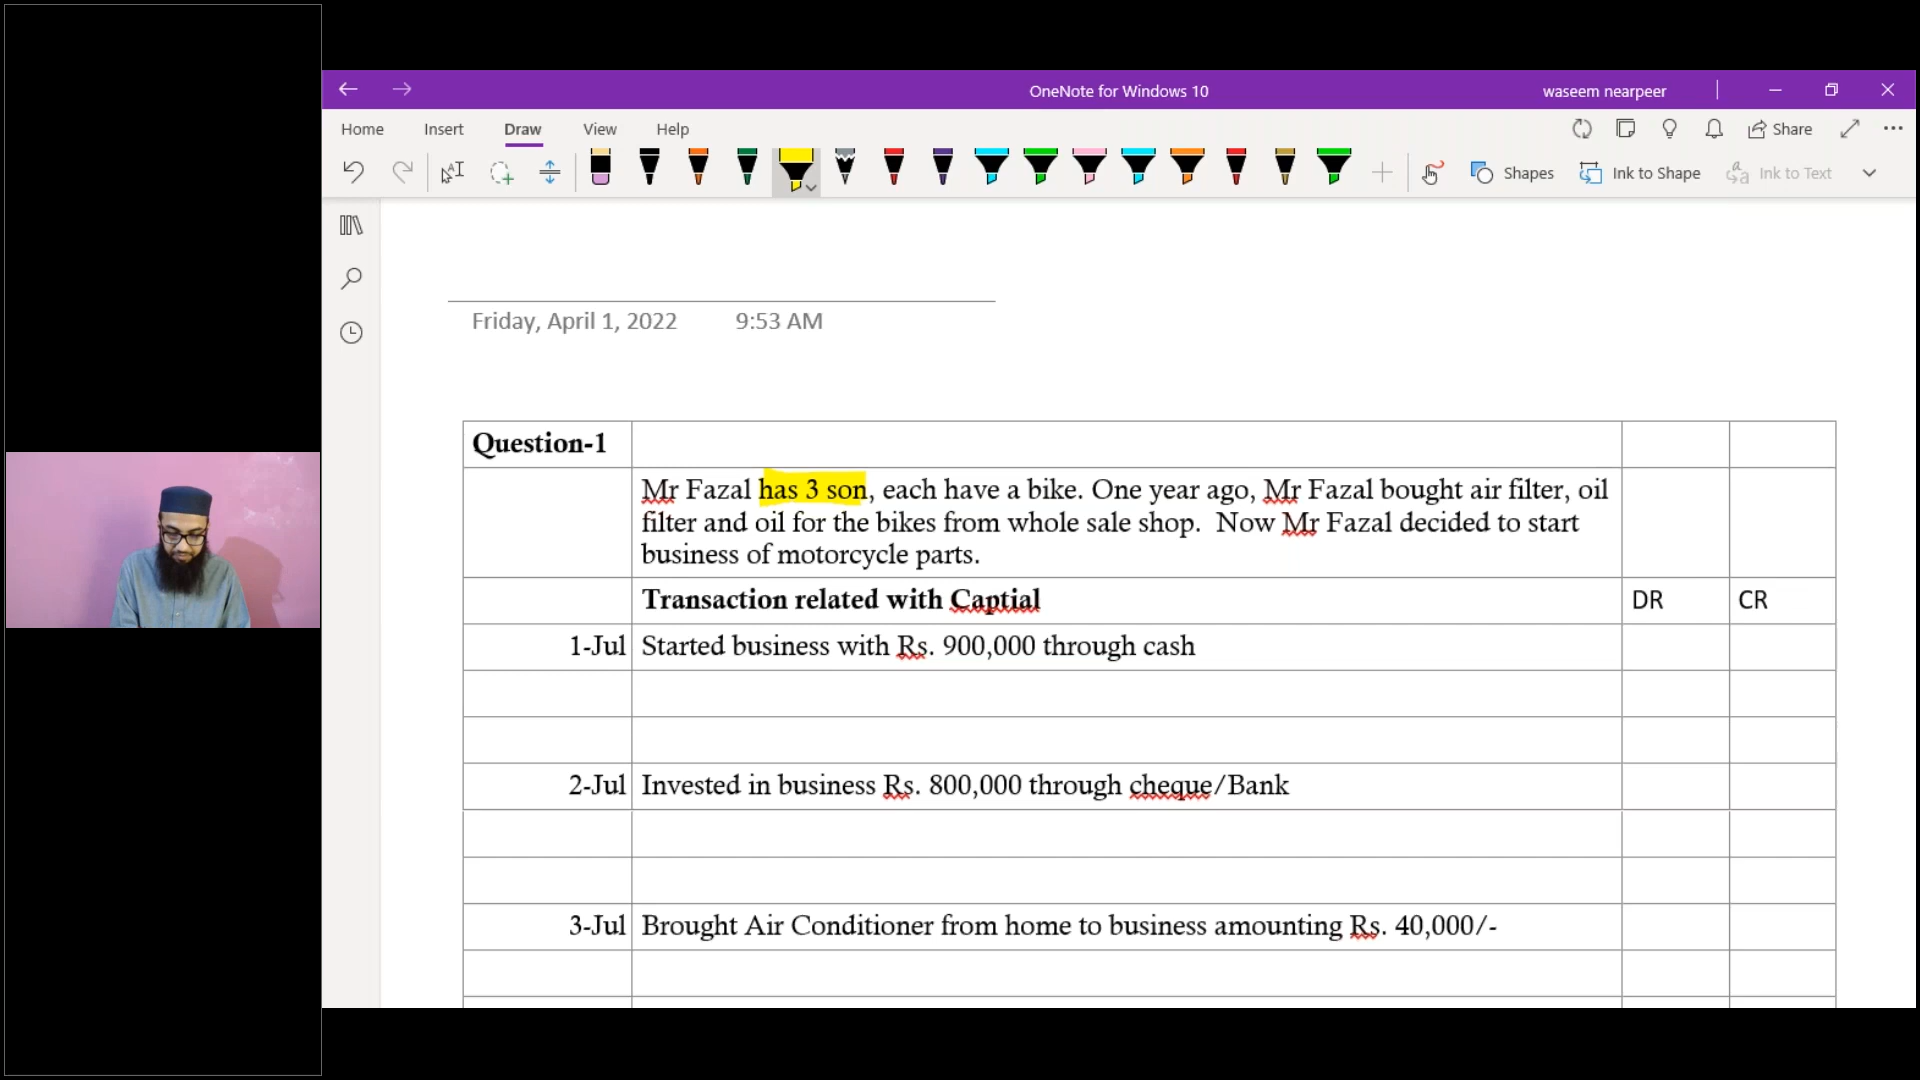 OneNote for Windows 10
waseem nearpeer
Home Insert Draw View Help
Share
Shapes Ink to Shape Ink to Text
Friday, April 1, 2022 9:53 AM
Question-1
Mr Fazal has 3 son, each have a bike. One year ago, Mr Fazal bought air filter, oil
filter and oil for the bikes from whole sale shop. Now Mr Fazal decided to start
business of motorcycle parts.
Transaction related with Captial DR CR
1-Jul Started business with Rs. 900,000 through cash
2-Jul Invested in business Rs. 800,000 through cheque/Bank
3-Jul Brought Air Conditioner from home to business amounting Rs. 40,000/-